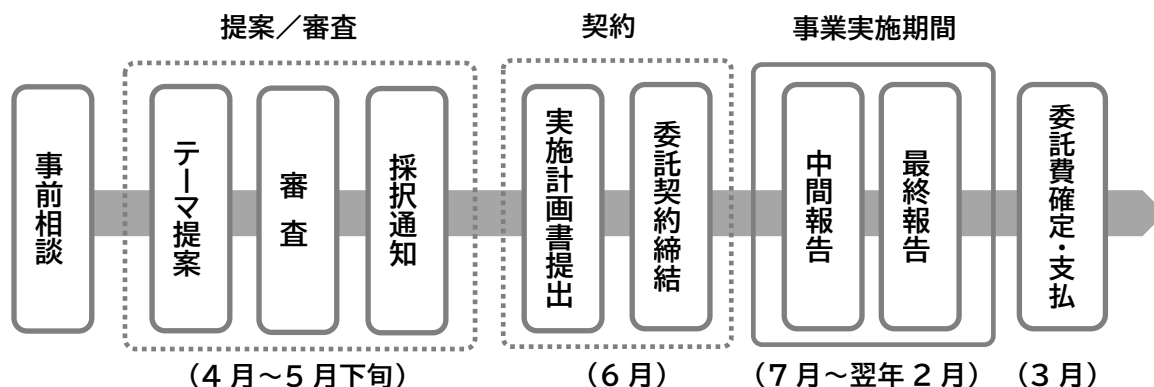 提案／審査
契約
事業実施期間
事前相談
テーマ提案
審査
採択通知
実施計画書提出
委託契約締結
中間報告
最終報告
委託費確定・支払
（4月～5月下旬）
（6月）
（7月～翌年2月）
（3月）